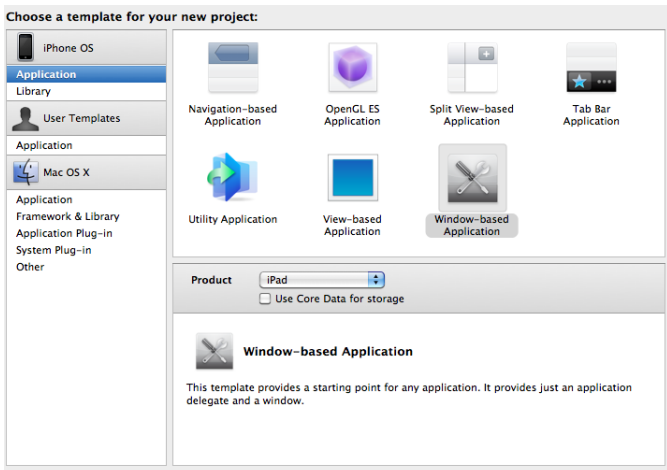 Choose a template for your new project:
iPhone OS
Application
Library
User Templates
Application
Mac OS X
Application
Framework & Library
Application Plug-in
System Plug-in
Other
Navigation-based
Application
OpenGL ES
Application
Split View-based
Application
Tab Bar
Application
Utility Application
View-based
Application
Window-based
Application
Product
iPad
Use Core Data for storage
Window-based Application
This template provides a starting point for any application. It provides just an application
delegate and a window.